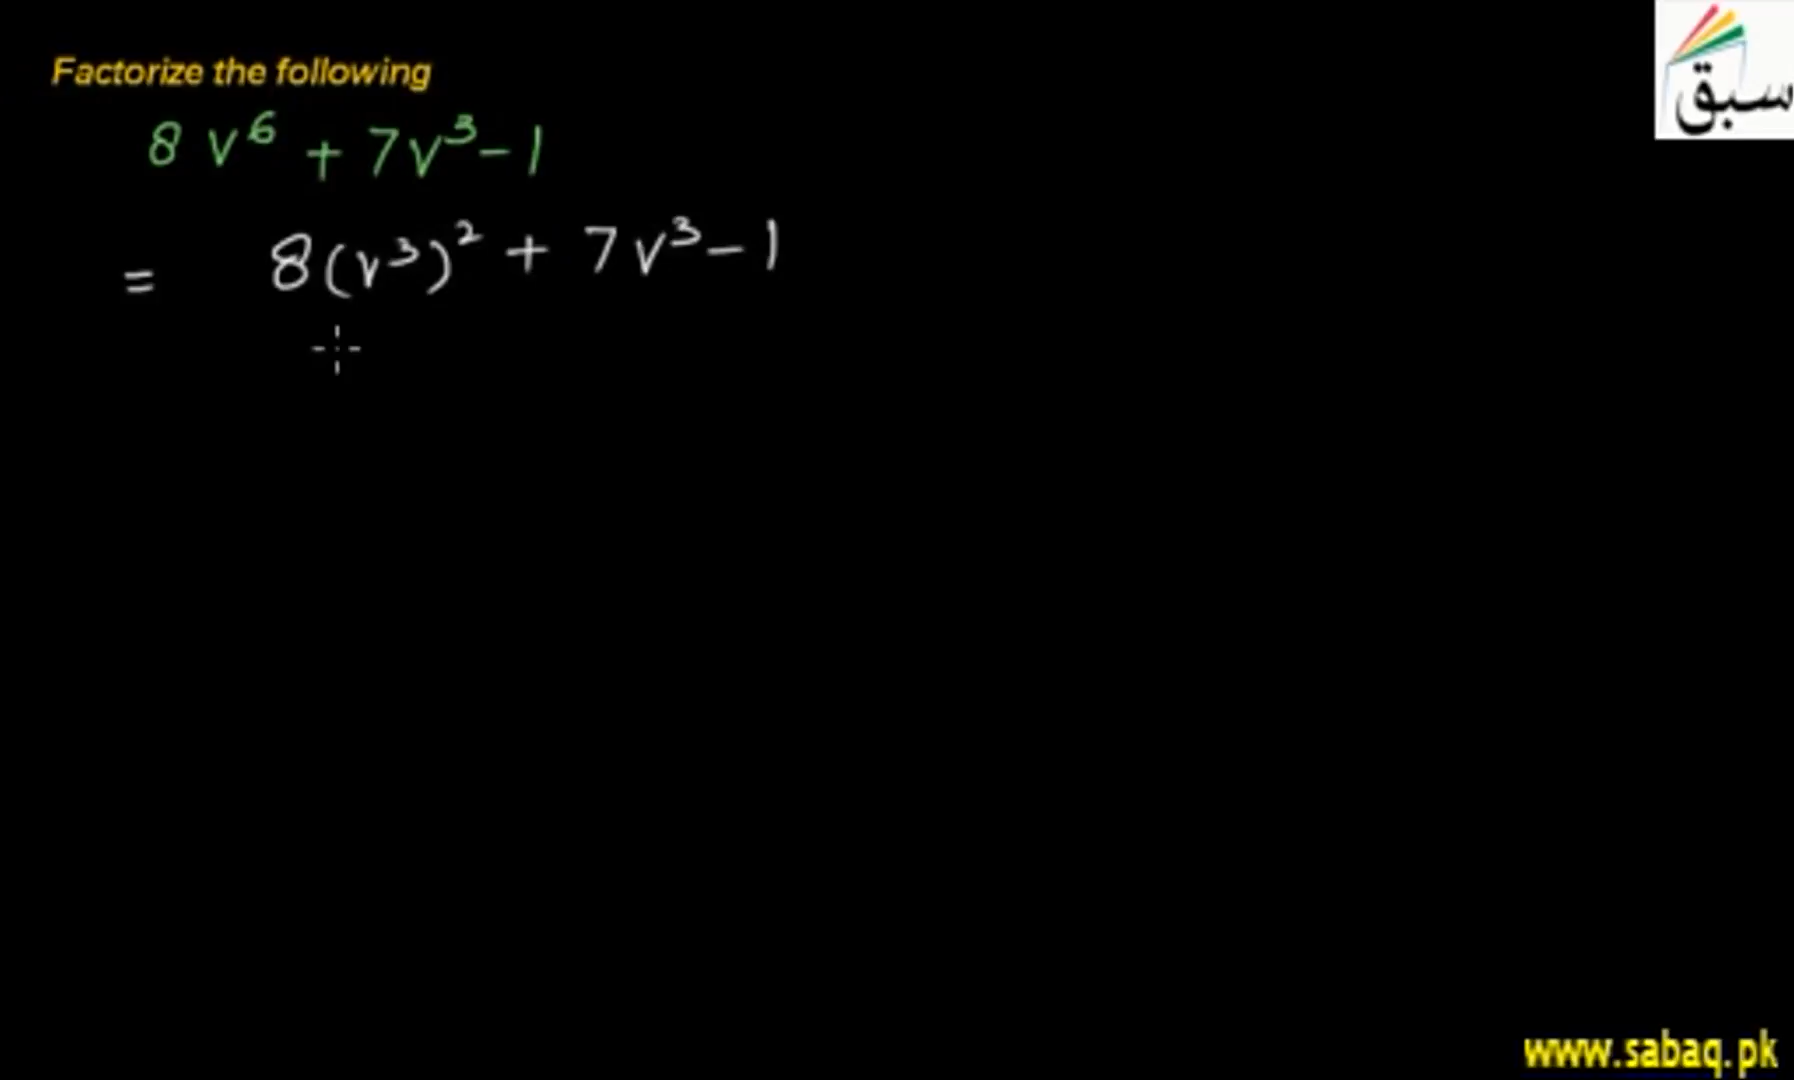 سبق
Factorize the following
8 v⁶ + 7v³ - 1
= 8(v³)² + 7v³ - 1
www.sabaq.pk